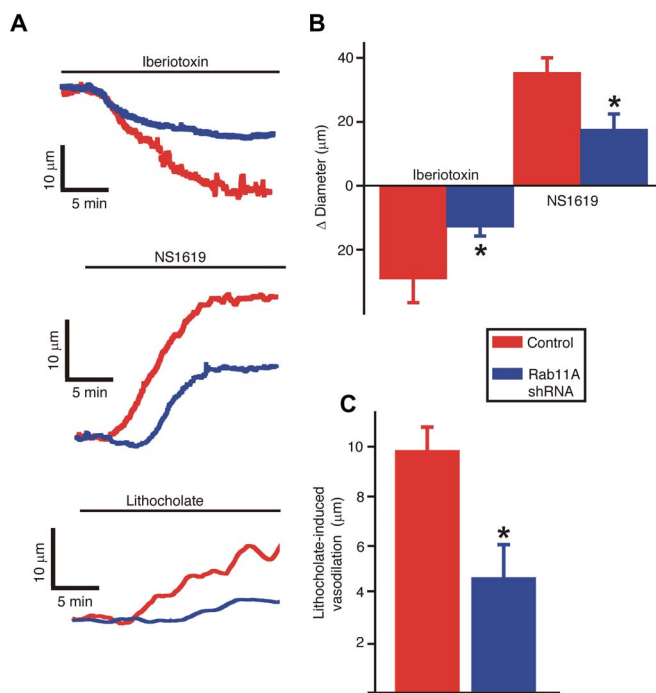 A
Iberiotoxin
10 μm
5 min
NS1619
10 μm
5 min
Lithocholate
10 μm
5 min
B
Δ Diameter (μm)
40
20
0
20
Iberiotoxin
*
*
NS1619
Control
Rab11A
shRNA
C
Lithocholate-induced
vasodilation (μm)
10
8
6
4
2
*